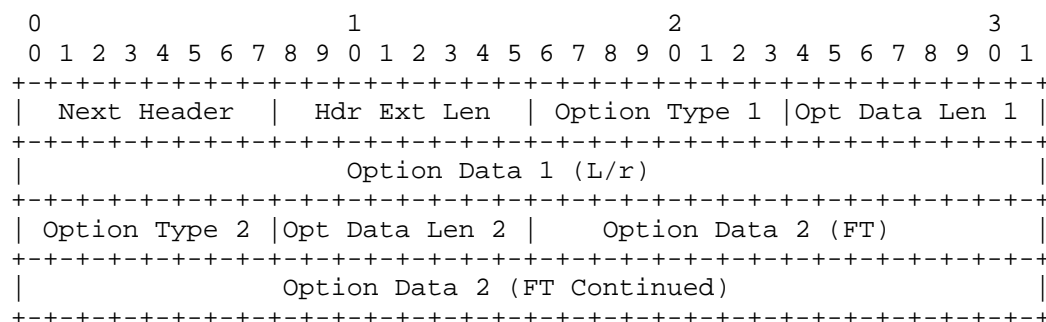 0                   1                   2                   3
 0 1 2 3 4 5 6 7 8 9 0 1 2 3 4 5 6 7 8 9 0 1 2 3 4 5 6 7 8 9 0 1
+-+-+-+-+-+-+-+-+-+-+-+-+-+-+-+-+-+-+-+-+-+-+-+-+-+-+-+-+-+-+-+-+
|  Next Header  |  Hdr Ext Len  | Option Type 1 |Opt Data Len 1 |
+-+-+-+-+-+-+-+-+-+-+-+-+-+-+-+-+-+-+-+-+-+-+-+-+-+-+-+-+-+-+-+-+
|                    Option Data 1 (L/r)                        |
+-+-+-+-+-+-+-+-+-+-+-+-+-+-+-+-+-+-+-+-+-+-+-+-+-+-+-+-+-+-+-+-+
| Option Type 2 |Opt Data Len 2 |     Option Data 2 (FT)        |
+-+-+-+-+-+-+-+-+-+-+-+-+-+-+-+-+-+-+-+-+-+-+-+-+-+-+-+-+-+-+-+-+
|                Option Data 2 (FT Continued)                   |
+-+-+-+-+-+-+-+-+-+-+-+-+-+-+-+-+-+-+-+-+-+-+-+-+-+-+-+-+-+-+-+-+